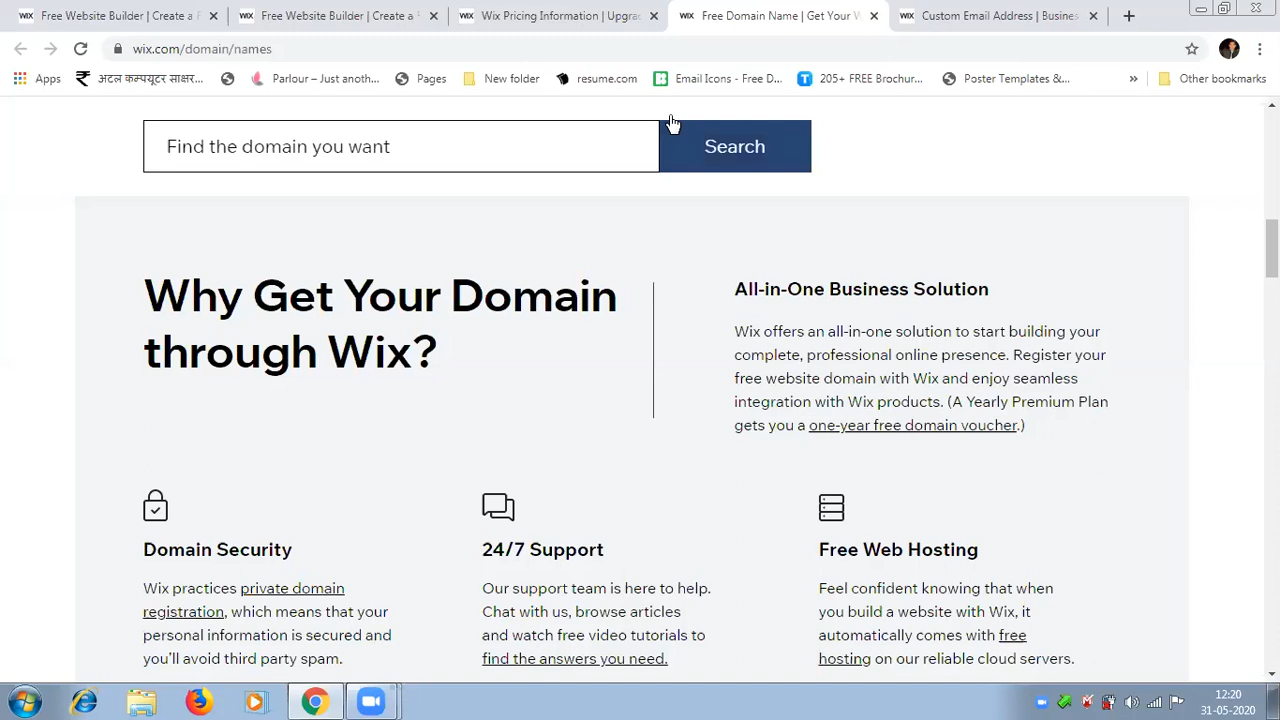 WIX Free Website Builder | Create a F
WIX Free Website Builder | Create a
WIX Wix Pricing Information | Upgra
WIX Free Domain Name | Get Your W
WIX Custom Email Address | Busines
wix.com/domain/names
Apps
अटल कम्प्यूटर साक्षर...
Parlour – Just anoth...
Pages
New folder
resume.com
Email Icons - Free D...
205+ FREE Brochur...
Poster Templates &...
»
Other bookmarks
Find the domain you want
Search
Why Get Your Domain
through Wix?
All-in-One Business Solution
Wix offers an all-in-one solution to start building your
complete, professional online presence. Register your
free website domain with Wix and enjoy seamless
integration with Wix products. (A Yearly Premium Plan
gets you a one-year free domain voucher.)
Domain Security
Wix practices private domain
registration, which means that your
personal information is secured and
you'll avoid third party spam.
24/7 Support
Our support team is here to help.
Chat with us, browse articles
and watch free video tutorials to
find the answers you need.
Free Web Hosting
Feel confident knowing that when
you build a website with Wix, it
automatically comes with free
hosting on our reliable cloud servers.
12:20
31-05-2020